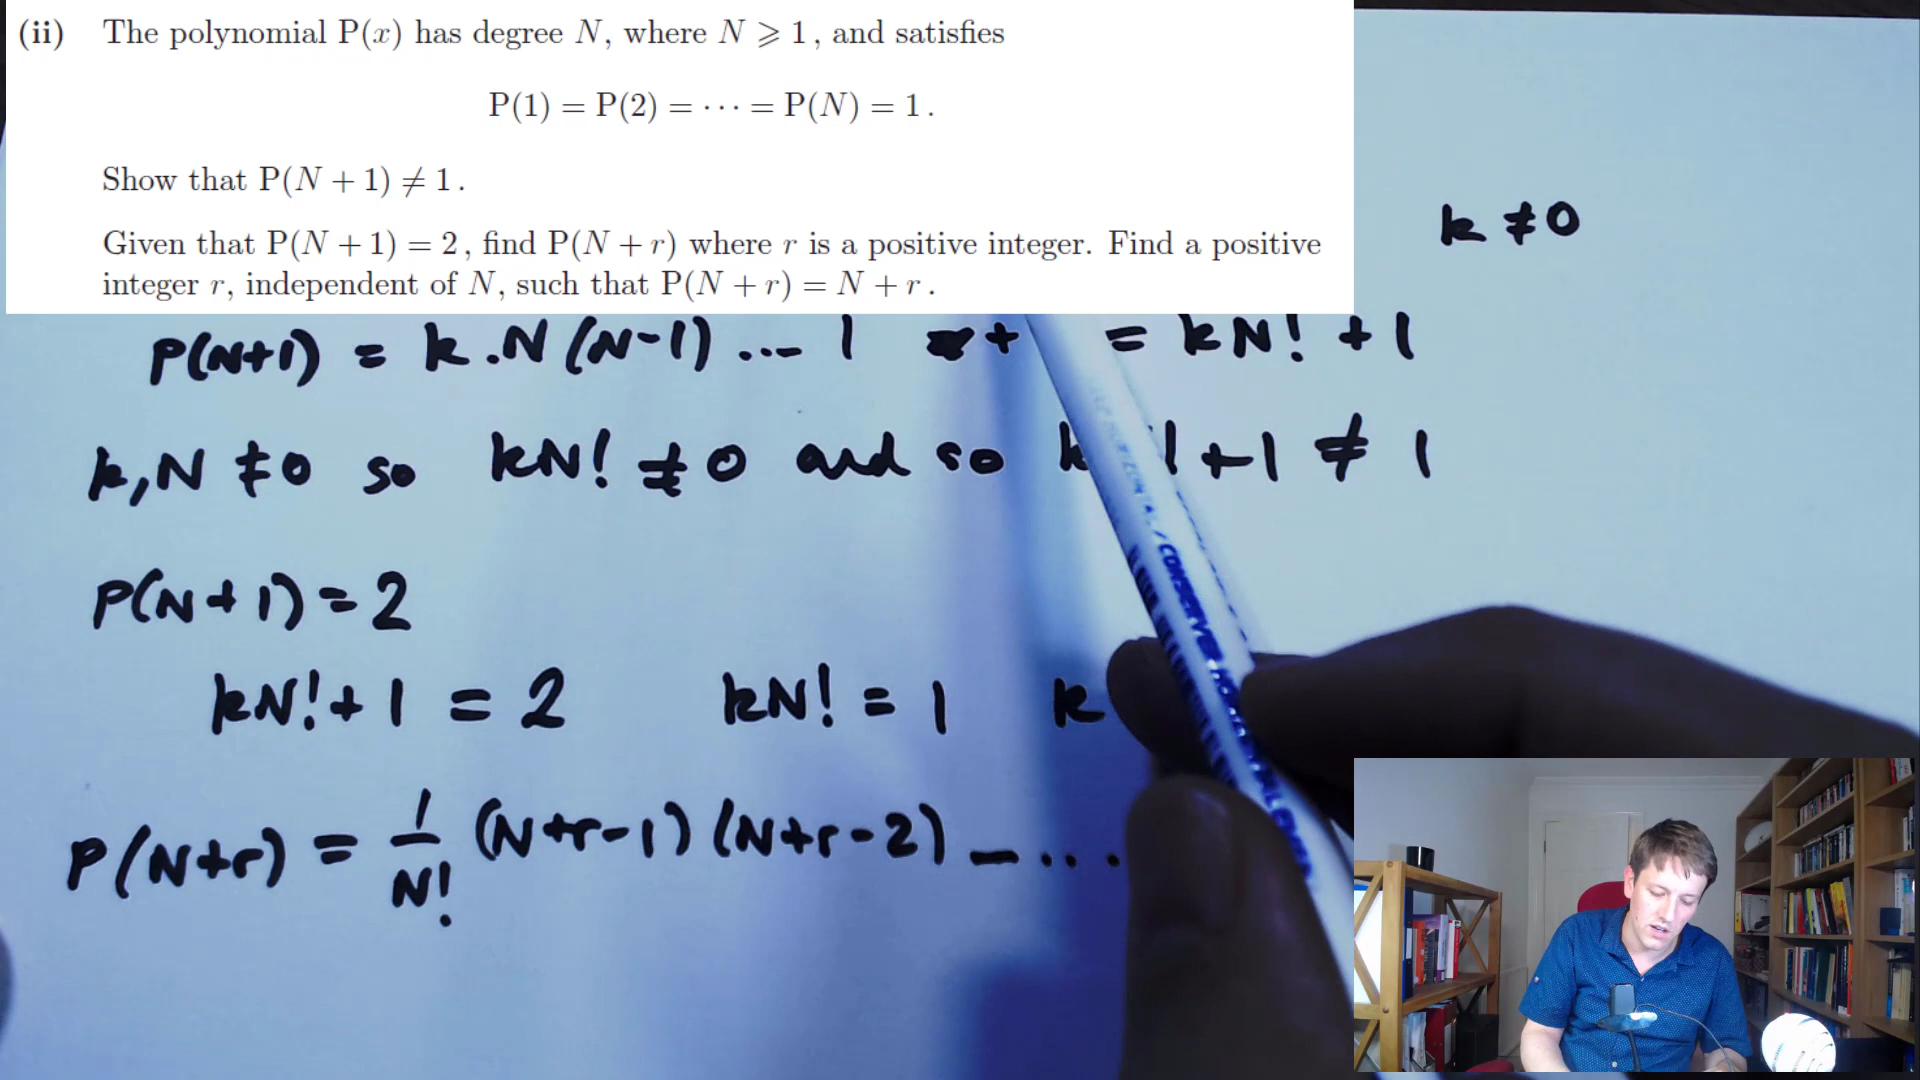 (ii) The polynomial P(x) has degree N, where N ⩾ 1, and satisfies
P(1) = P(2) = ⋯ = P(N) = 1.
Show that P(N + 1) ≠ 1.
Given that P(N + 1) = 2, find P(N + r) where r is a positive integer. Find a positive
integer r, independent of N, such that P(N + r) = N + r.
k ≠ 0
P(N+1) = k.N(N-1) ... 1 + = kN! + 1
k, N ≠ 0 so kN! ≠ 0 and so k ! + 1 ≠ 1
P(N+1) = 2
kN! + 1 = 2 kN! = 1 k
P(N+r) = 1/N! (N+r-1)(N+r-2) - ...